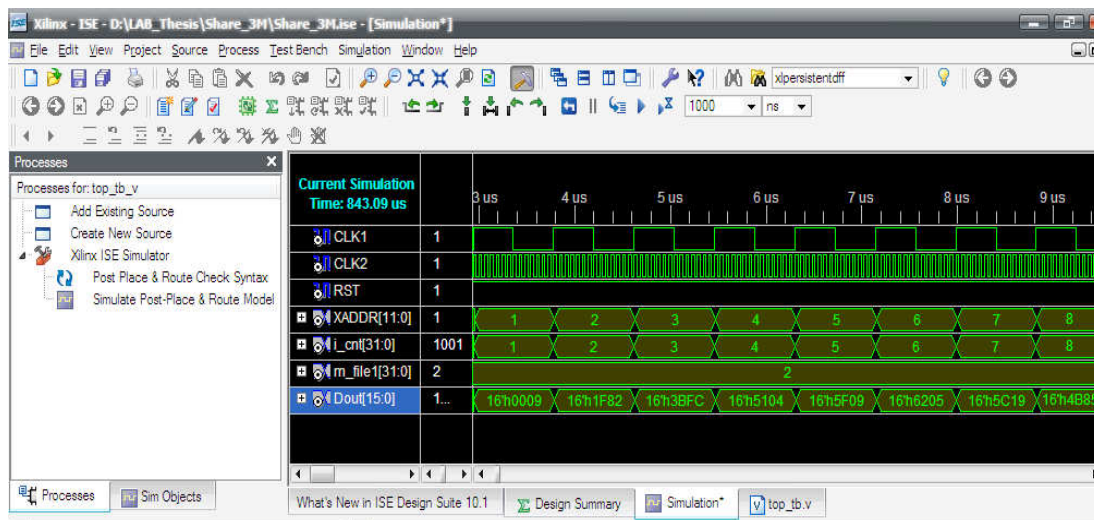 Xilinx - ISE - D:\LAB_Thesis\Share_3M\Share_3M.ise - [Simulation*]
File Edit View Project Source Process Test Bench Simulation Window Help
xlpersistentdff
1000 ns
Processes
Processes for: top_tb_v
Add Existing Source
Create New Source
Xilinx ISE Simulator
Post Place & Route Check Syntax
Simulate Post-Place & Route Model
Processes
Sim Objects
Current Simulation
Time: 843.09 us
3 us 4 us 5 us 6 us 7 us 8 us 9 us
CLK1 1
CLK2 1
RST 1
XADDR[11:0] 1 1 2 3 4 5 6 7 8
i_cnt[31:0] 1001 1 2 3 4 5 6 7 8
m_file1[31:0] 2 2
Dout[15:0] 1... 16'h0009 16'h1F82 16'h3BFC 16'h5104 16'h5F09 16'h6205 16'h5C19 16'h4B85
What's New in ISE Design Suite 10.1 Design Summary Simulation* top_tb.v